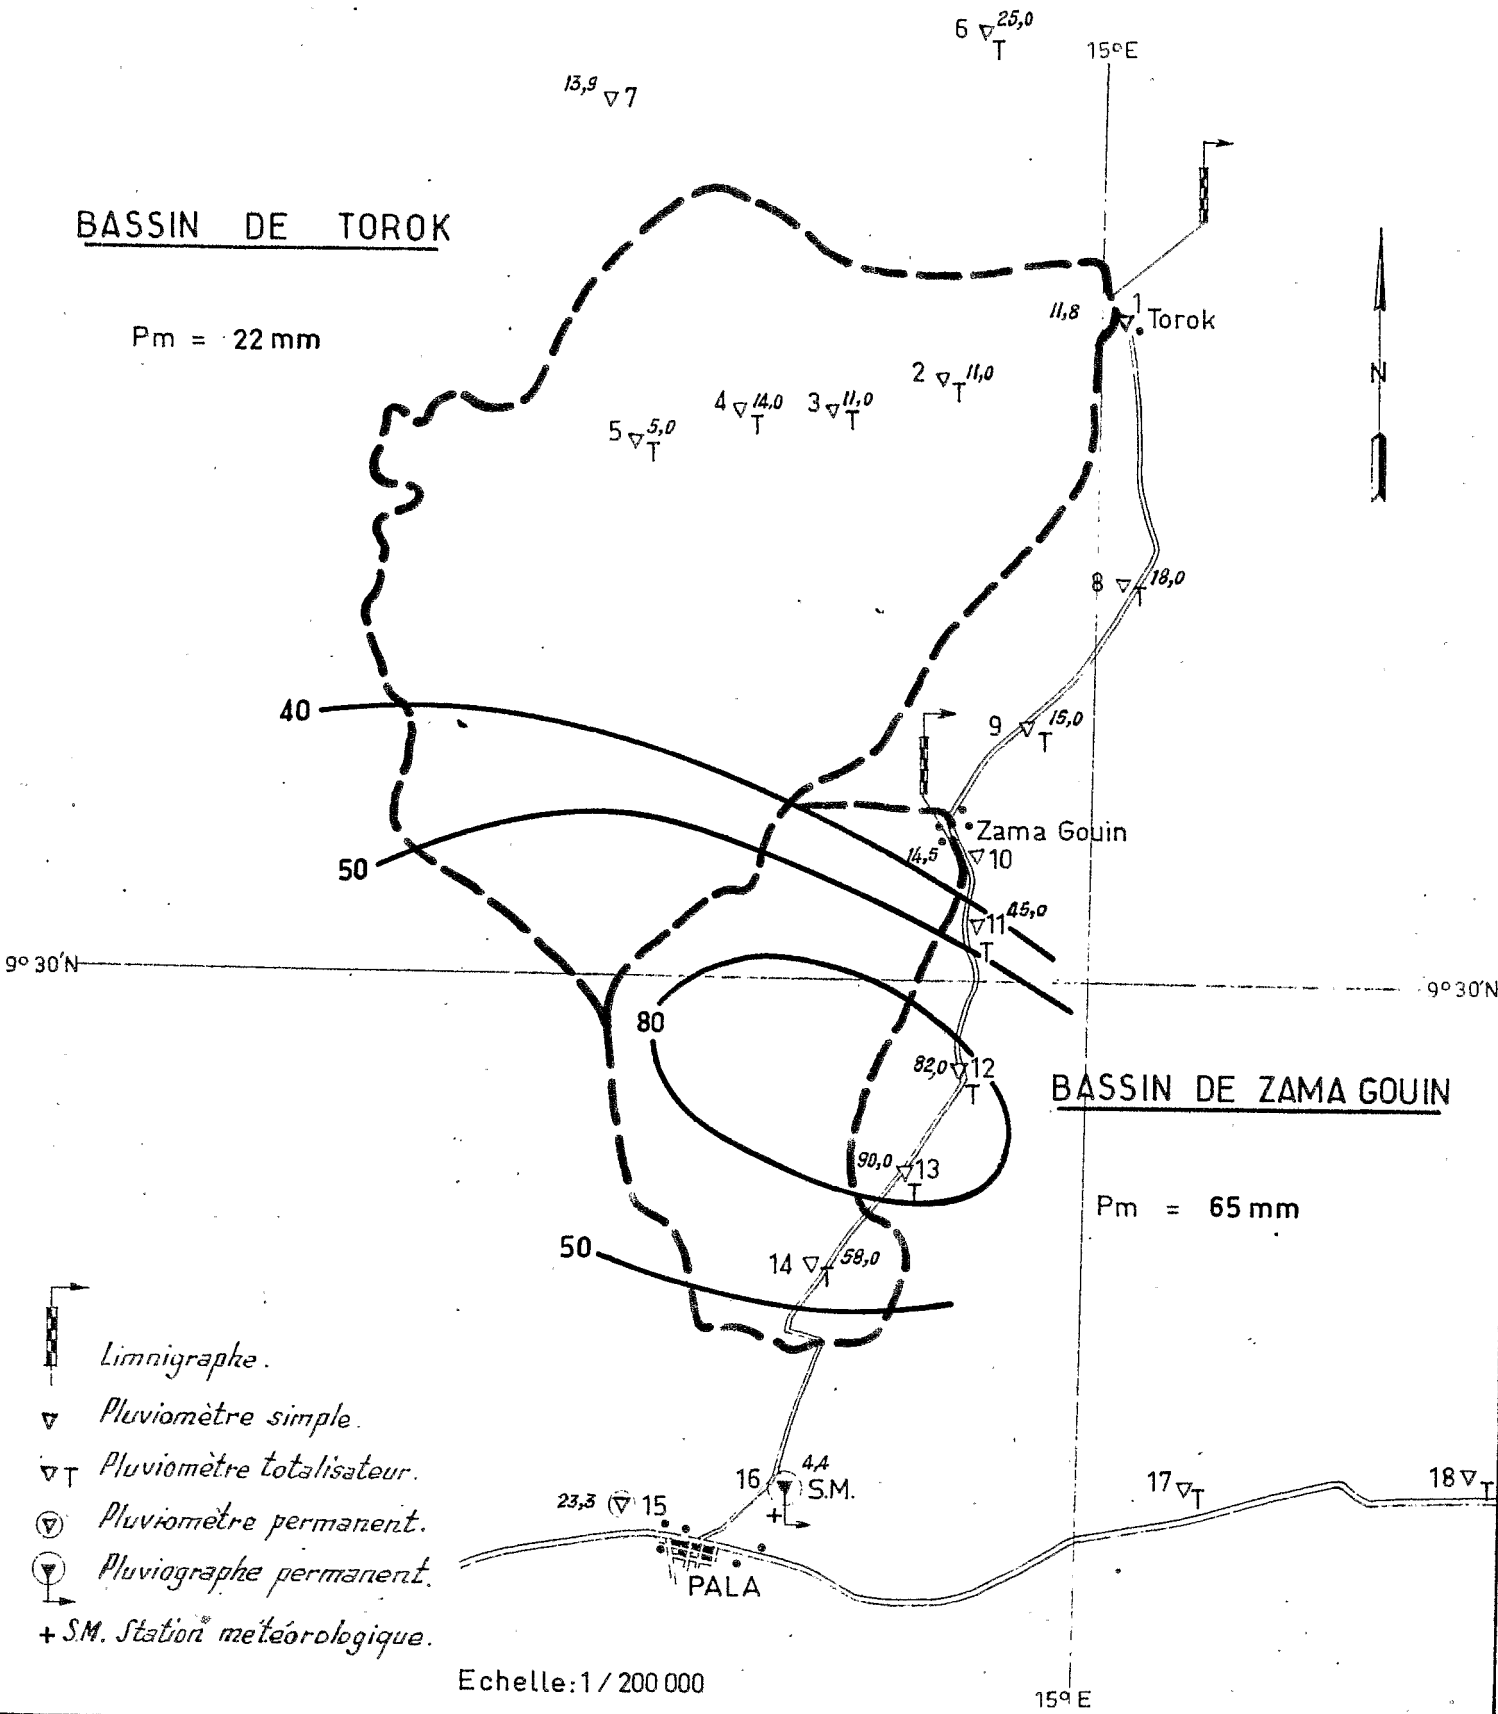 6 25,0
T
15° E
13,9 7
BASSIN DE TOROK
Pm = 22 mm
11,8 1 Torok
N
2 11,0
T
4 14,0
T
3 11,0
T
5 5,0
T
8 18,0
T
40
9 15,0
T
Zama Gouin
14,5 10
50
11 45,0
T
9° 30'N
9° 30'N
80
82,0 12
T
BASSIN DE ZAMA GOUIN
90,0 13
T
Pm = 65 mm
50
14 58,0
T
Limnigraphe.
Pluviomètre simple.
T Pluviomètre totalisateur.
Pluviomètre permanent.
Pluviographe permanent.
+ S.M. Station météorologique.
16 4,4
S.M.
+
23,3 15
17 T
18 T
PALA
Echelle: 1 / 200 000
15° E